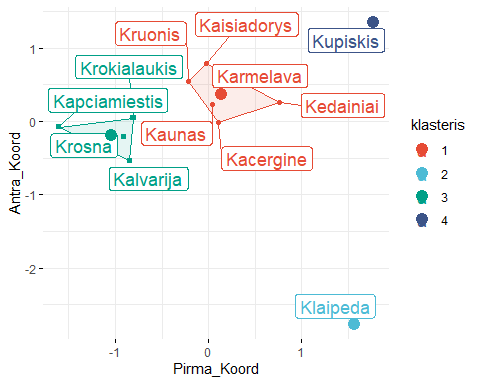 Kaisiadorys
Kruonis
Kupiskis
Krokialaukis
Karmelava
Kapciamiestis
Kedainiai
Kaunas
Krosna
Kacergine
Kalvarija
Klaipeda
1
0
-1
-2
Antra_Koord
-1
0
1
Pirma_Koord
klasteris
1
2
3
4